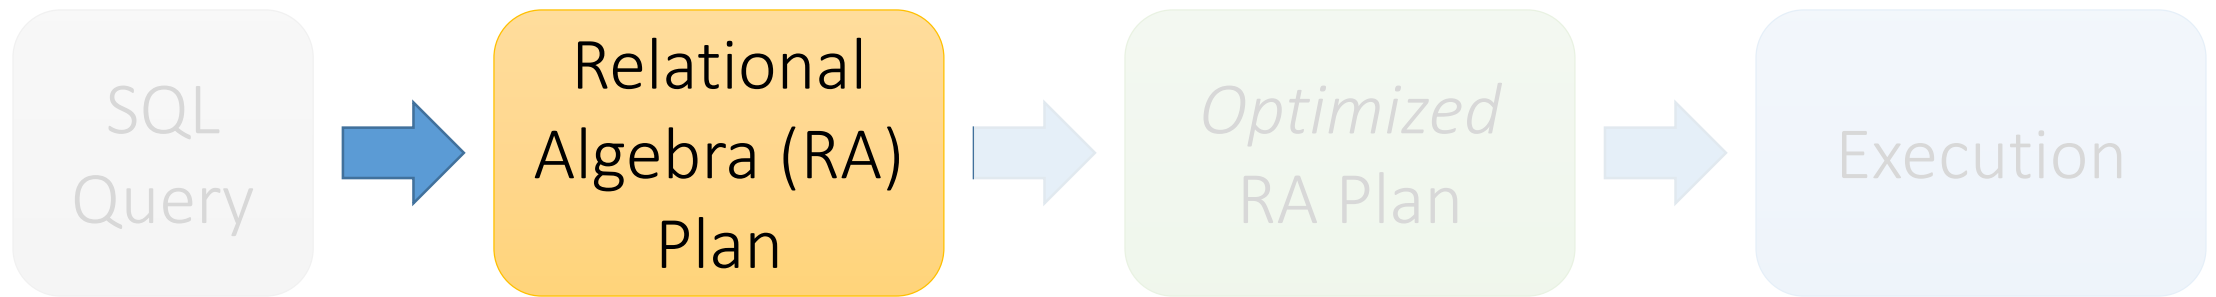 SQL
Query
Relational
Algebra (RA)
Plan
Optimized
RA Plan
Execution